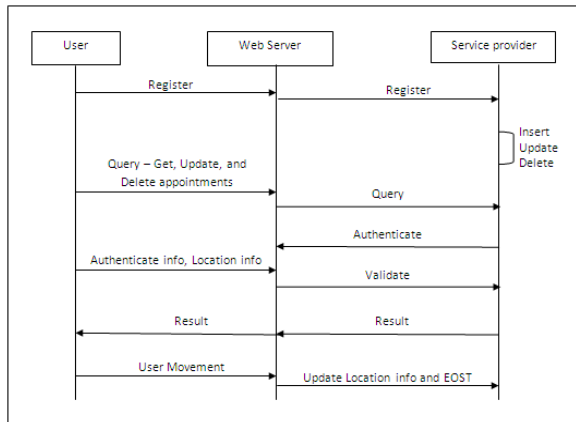 User
Web Server
Service provider
Register
Register
Insert
Update
Delete
Query – Get, Update, and
Delete appointments
Query
Authenticate
Authenticate info, Location info
Validate
Result
Result
User Movement
Update Location info and EOST